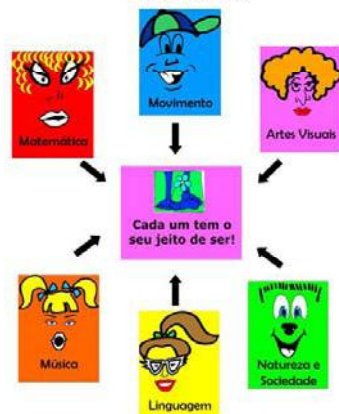 Movimento
Matemática
Artes Visuais
Cada um tem o
seu jeito de ser!
Música
Linguagem
Natureza e
Sociedade